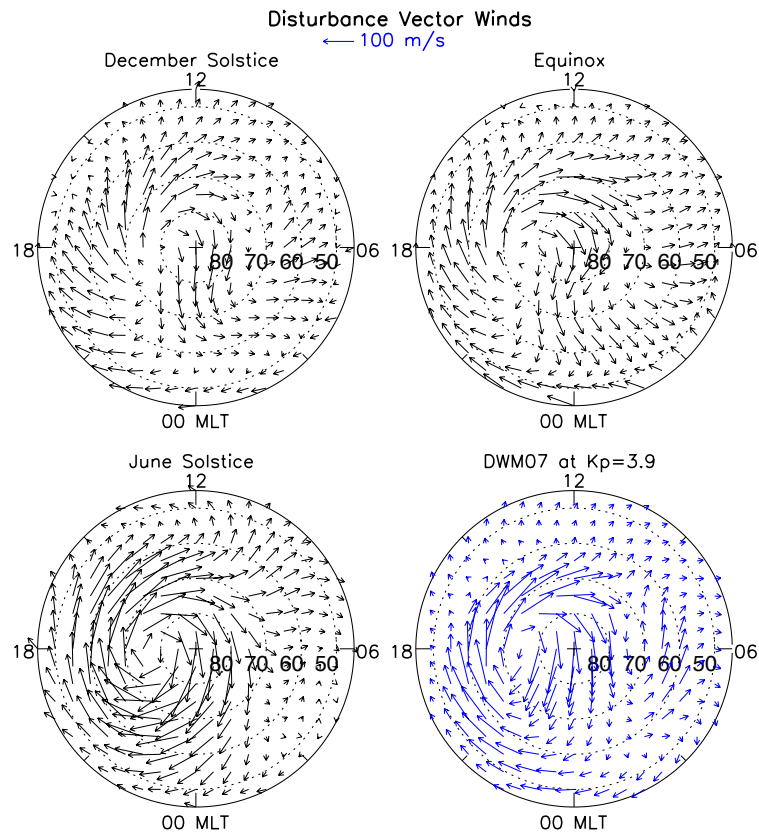 Disturbance Vector Winds
100 m/s
December Solstice
Equinox
12
12
18
80 70 60 50
06
18
80 70 60 50
06
00 MLT
00 MLT
June Solstice
DWM07 at Kp=3.9
12
12
18
80 70 60 50
06
18
80 70 60 50
06
00 MLT
00 MLT